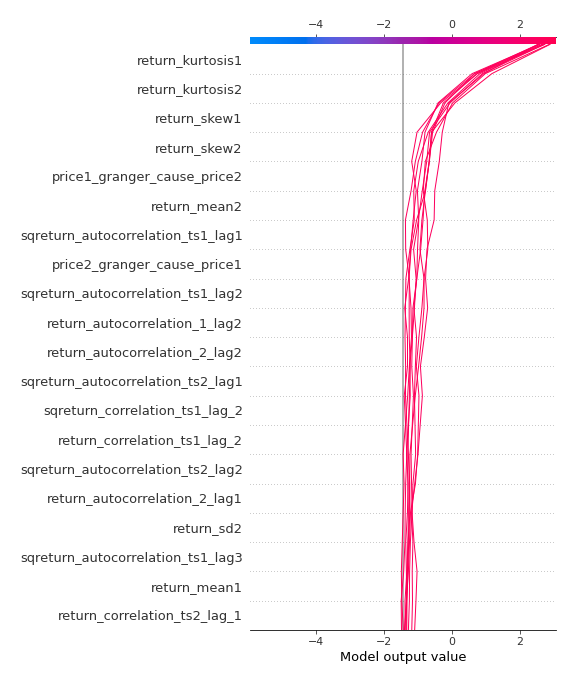 −4 −2 0 2
return_kurtosis1
return_kurtosis2
return_skew1
return_skew2
price1_granger_cause_price2
return_mean2
sqreturn_autocorrelation_ts1_lag1
price2_granger_cause_price1
sqreturn_autocorrelation_ts1_lag2
return_autocorrelation_1_lag2
return_autocorrelation_2_lag2
sqreturn_autocorrelation_ts2_lag1
sqreturn_correlation_ts1_lag_2
return_correlation_ts1_lag_2
sqreturn_autocorrelation_ts2_lag2
return_autocorrelation_2_lag1
return_sd2
sqreturn_autocorrelation_ts1_lag3
return_mean1
return_correlation_ts2_lag_1
−4 −2 0 2
Model output value